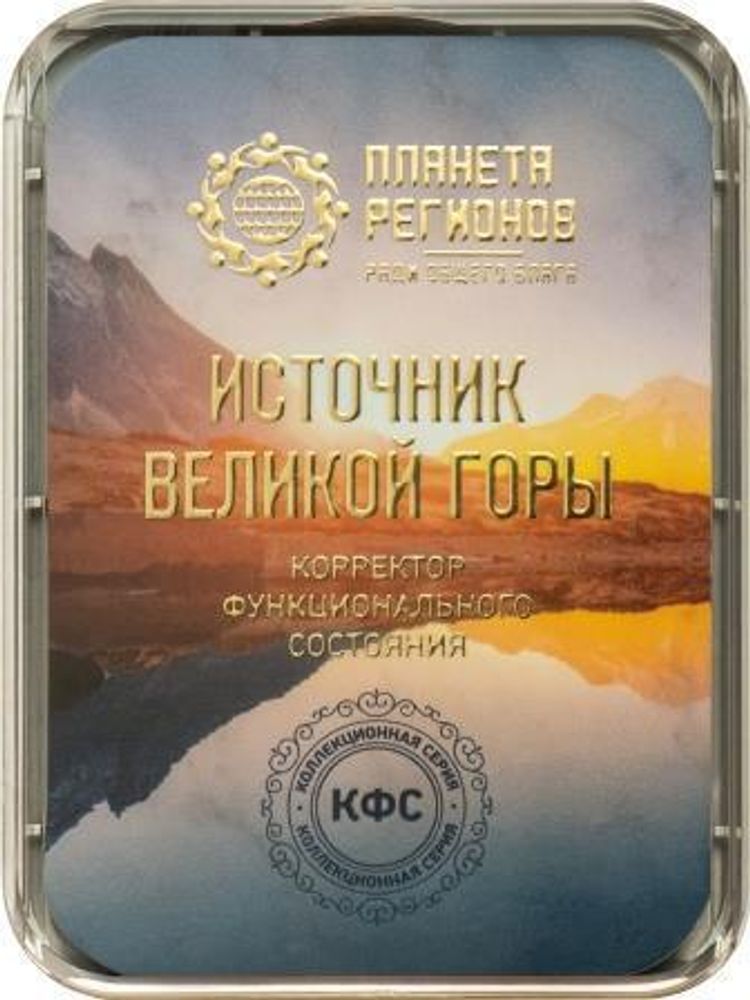 ПЛАНЕТА
РЕГИОНОВ
РАДИ ОБЩЕГО БЛАГА
ИСТОЧНИК
ВЕЛИКОЙ ГОРЫ
КОРРЕКТОР
ФУНКЦИОНАЛЬНОГО
СОСТОЯНИЯ
КОЛЛЕКЦИОННАЯ СЕРИЯ
КФС
КОЛЛЕКЦИОННАЯ СЕРИЯ